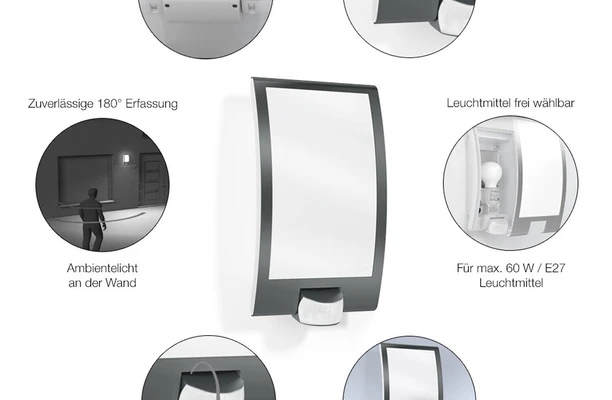 Zuverlässige 180° Erfassung
Ambientelicht
an der Wand
Leuchtmittel frei wählbar
Für max. 60 W / E27
Leuchtmittel